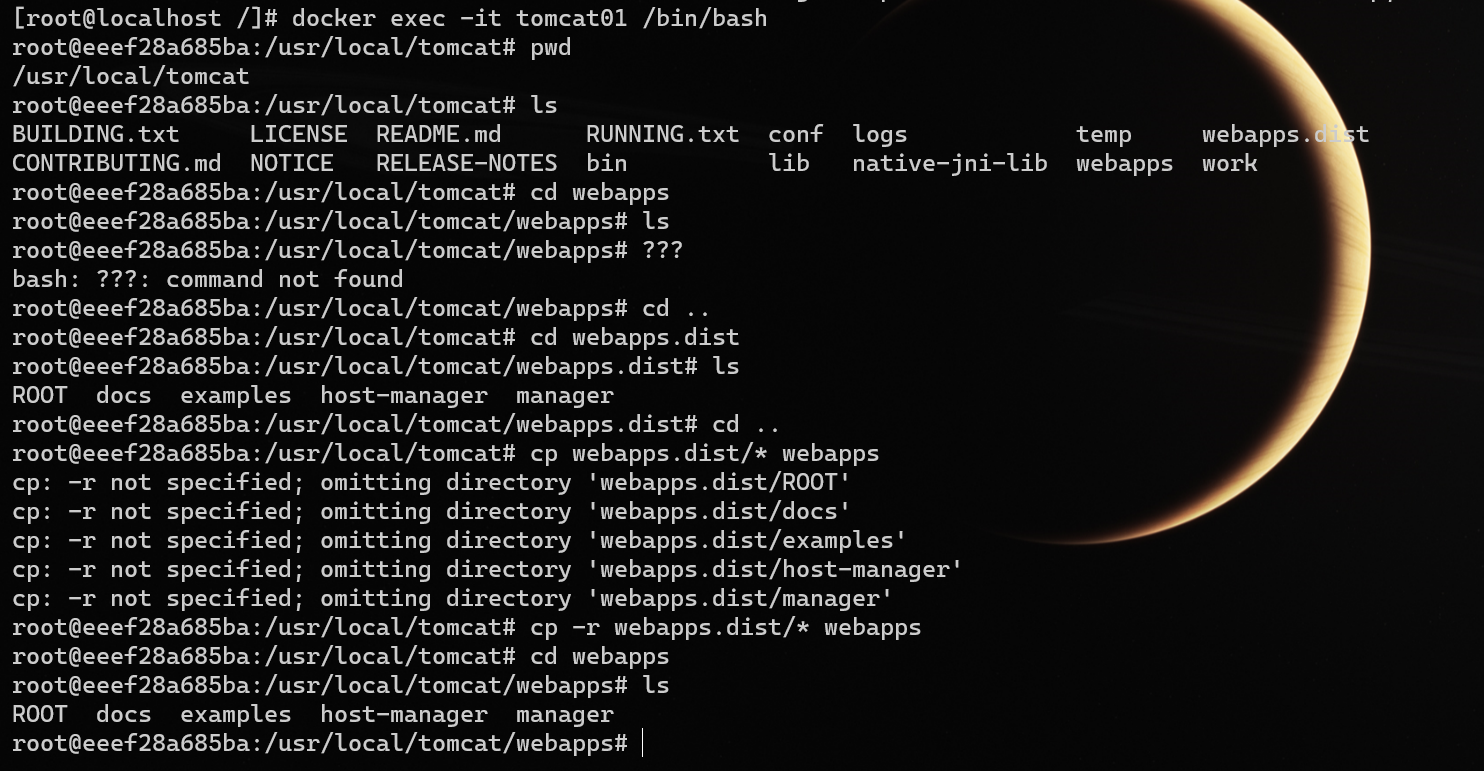 [root@localhost /]# docker exec -it tomcat01 /bin/bash
root@eeef28a685ba:/usr/local/tomcat# pwd
/usr/local/tomcat
root@eeef28a685ba:/usr/local/tomcat# ls
BUILDING.txt     LICENSE  README.md      RUNNING.txt  conf  logs            temp     webapps.dist
CONTRIBUTING.md  NOTICE   RELEASE-NOTES  bin          lib   native-jni-lib  webapps  work
root@eeef28a685ba:/usr/local/tomcat# cd webapps
root@eeef28a685ba:/usr/local/tomcat/webapps# ls
root@eeef28a685ba:/usr/local/tomcat/webapps# ???
bash: ???: command not found
root@eeef28a685ba:/usr/local/tomcat/webapps# cd ..
root@eeef28a685ba:/usr/local/tomcat# cd webapps.dist
root@eeef28a685ba:/usr/local/tomcat/webapps.dist# ls
ROOT  docs  examples  host-manager  manager
root@eeef28a685ba:/usr/local/tomcat/webapps.dist# cd ..
root@eeef28a685ba:/usr/local/tomcat# cp webapps.dist/* webapps
cp: -r not specified; omitting directory 'webapps.dist/ROOT'
cp: -r not specified; omitting directory 'webapps.dist/docs'
cp: -r not specified; omitting directory 'webapps.dist/examples'
cp: -r not specified; omitting directory 'webapps.dist/host-manager'
cp: -r not specified; omitting directory 'webapps.dist/manager'
root@eeef28a685ba:/usr/local/tomcat# cp -r webapps.dist/* webapps
root@eeef28a685ba:/usr/local/tomcat# cd webapps
root@eeef28a685ba:/usr/local/tomcat/webapps# ls
ROOT  docs  examples  host-manager  manager
root@eeef28a685ba:/usr/local/tomcat/webapps#